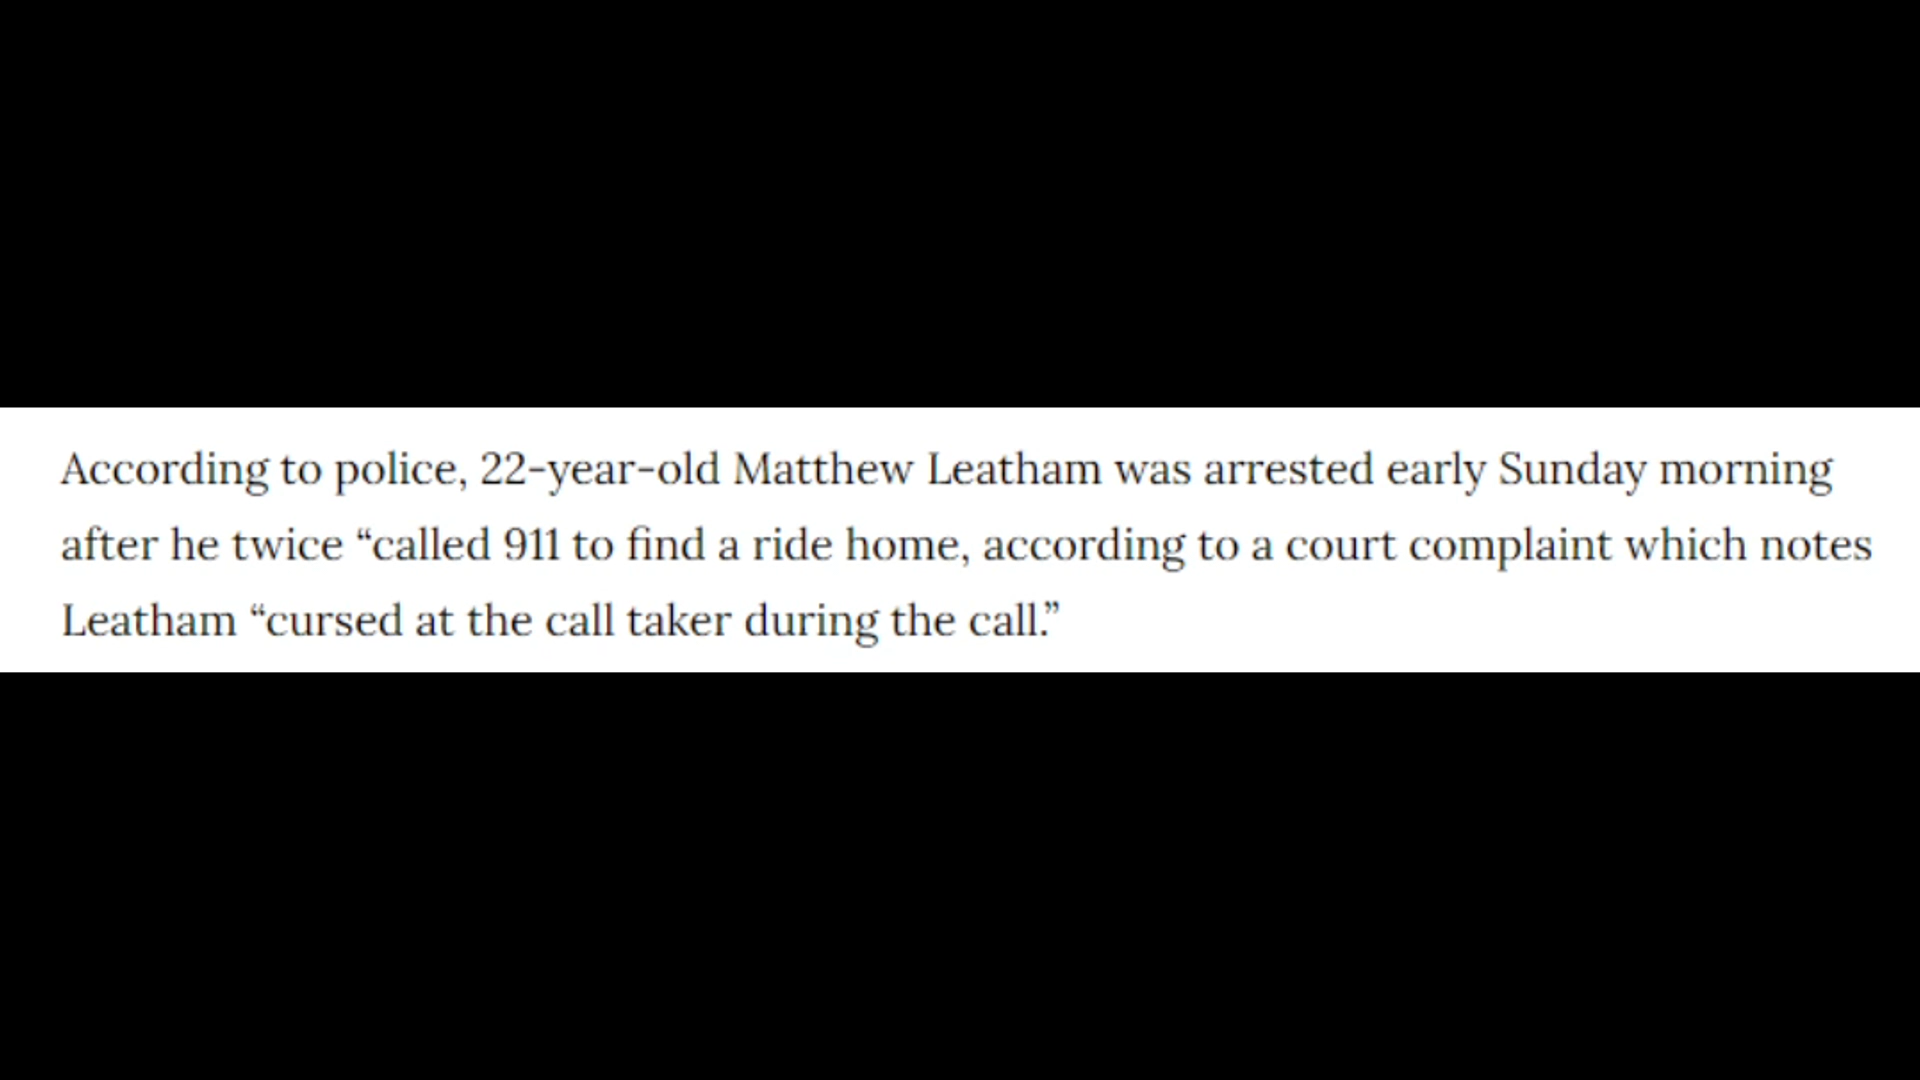 According to police, 22-year-old Matthew Leatham was arrested early Sunday morning
after he twice “called 911 to find a ride home, according to a court complaint which notes
Leatham “cursed at the call taker during the call.”